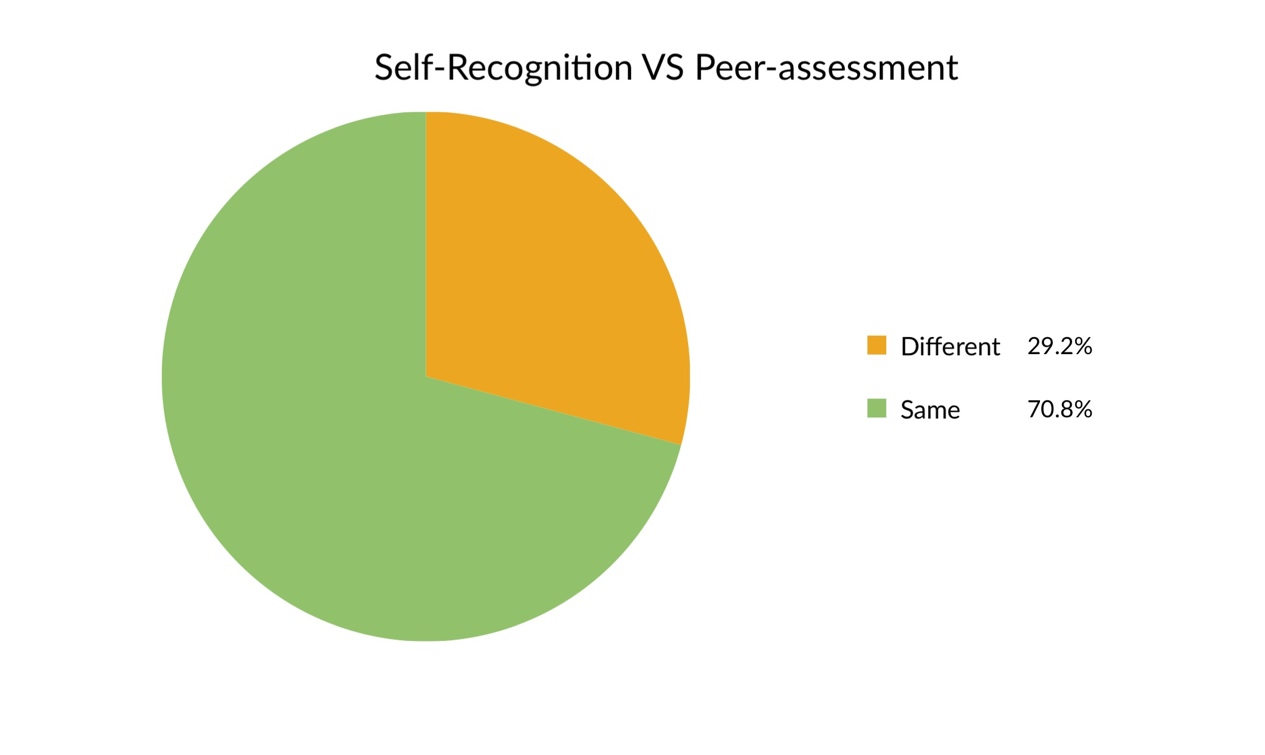 Self-Recognition VS Peer-assessment
Different 29.2%
Same 70.8%